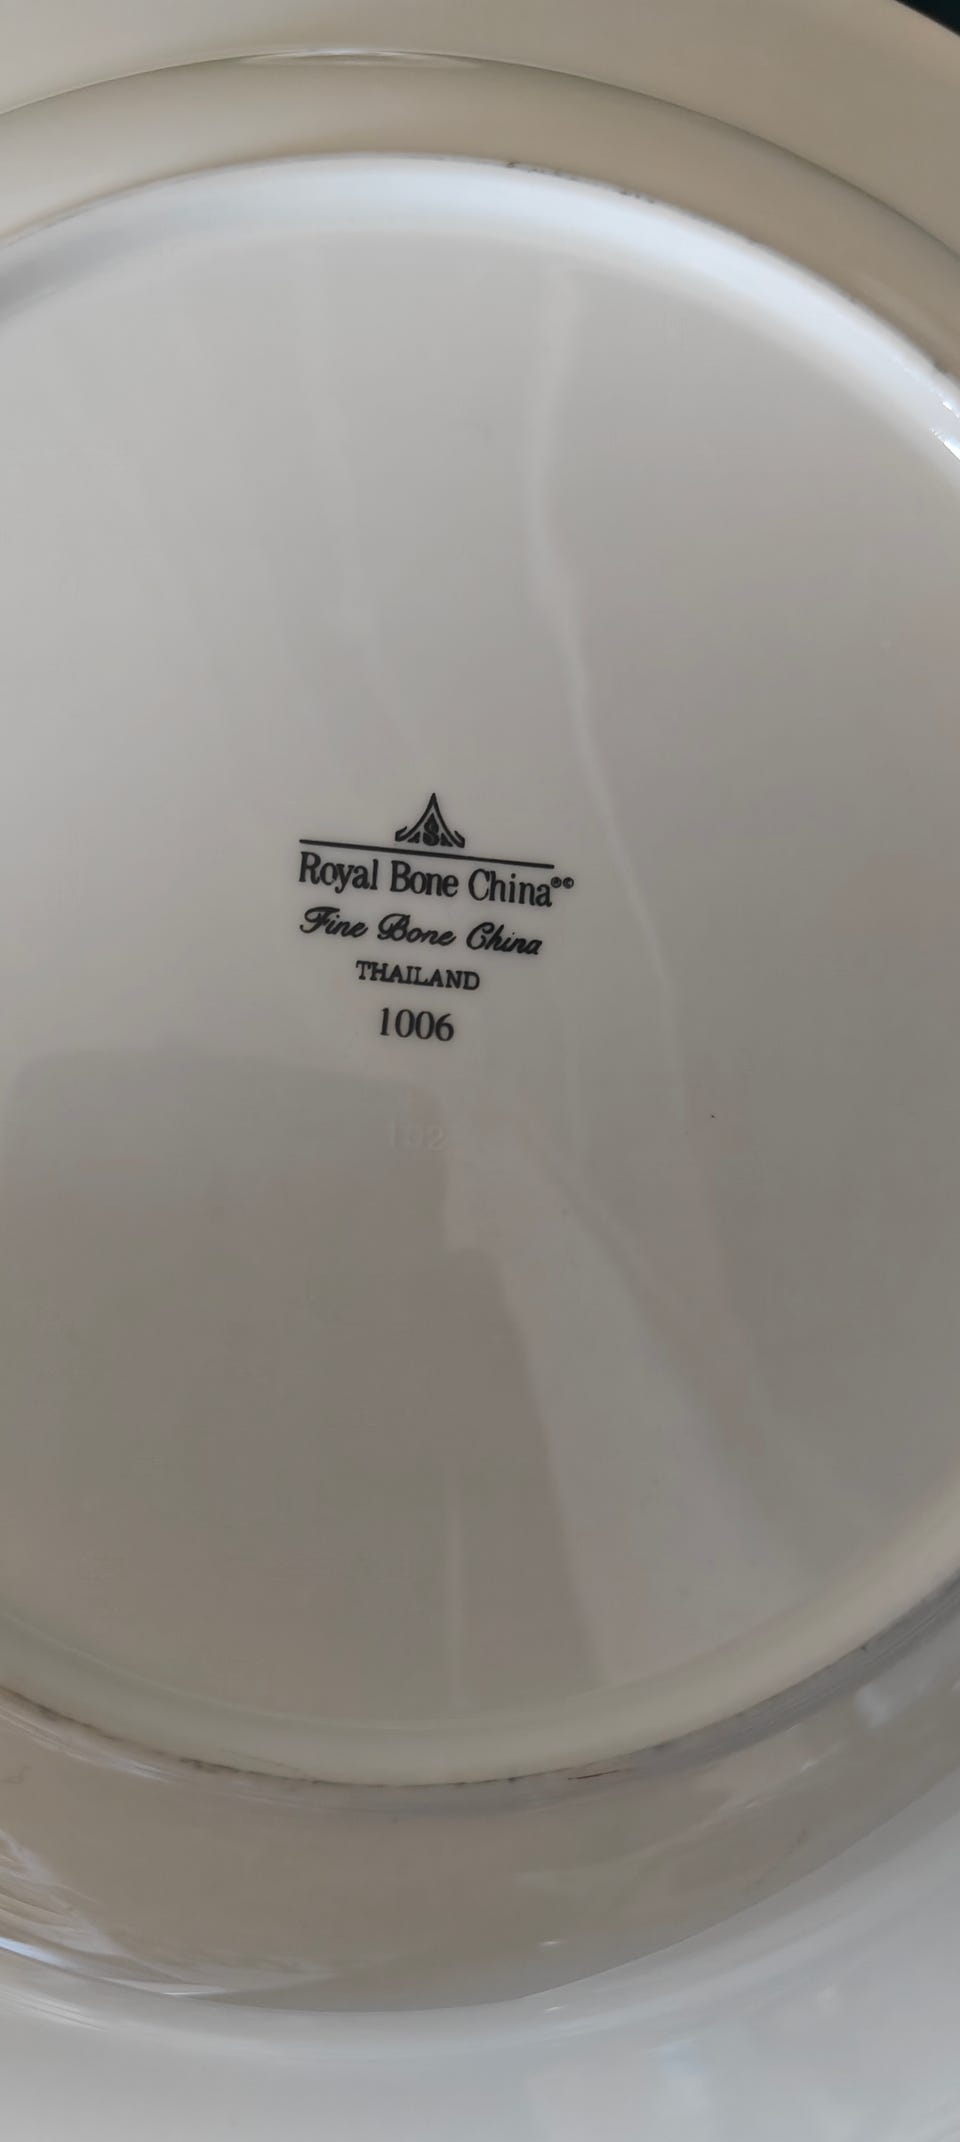 Royal Bone China®©
Fine Bone China
THAILAND
1006